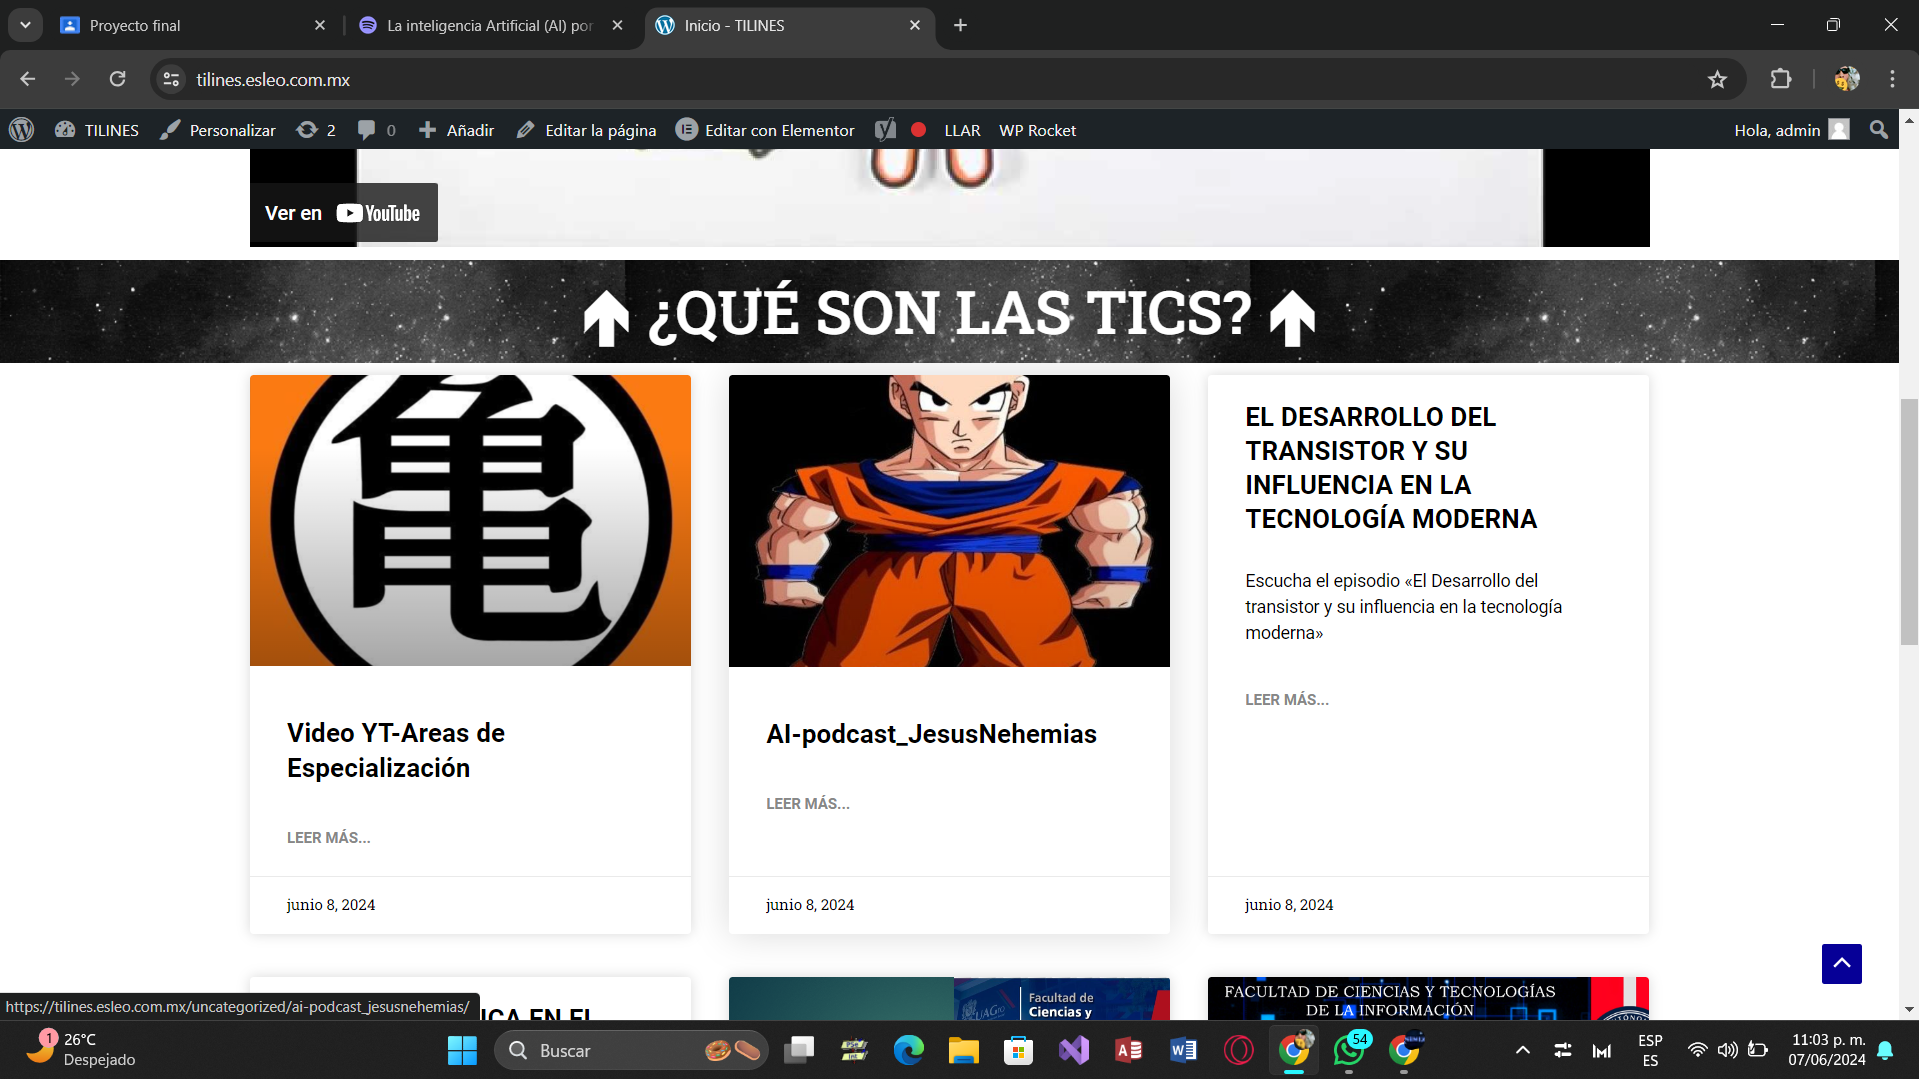 Proyecto final
La inteligencia Artificial (AI) por
Inicio - TILINES
tilines.esleo.com.mx
TILINES
Personalizar
2
0
Añadir
Editar la página
Editar con Elementor
LLAR
WP Rocket
Hola, admin
Ver en YouTube
¿QUÉ SON LAS TICS?
亀
Video YT-Areas de
Especialización
LEER MÁS...
junio 8, 2024
AI-podcast_JesusNehemias
LEER MÁS...
junio 8, 2024
EL DESARROLLO DEL
TRANSISTOR Y SU
INFLUENCIA EN LA
TECNOLOGÍA MODERNA
Escucha el episodio «El Desarrollo del
transistor y su influencia en la tecnología
moderna»
LEER MÁS...
junio 8, 2024
UAGro
Facultad de
Ciencias y
FACULTAD DE CIENCIAS Y TECNOLOGÍAS
DE LA INFORMACIÓN
https://tilines.esleo.com.mx/uncategorized/ai-podcast_jesusnehemias/
1
26°C
Despejado
Buscar
54
ESP
ES
11:03 p. m.
07/06/2024